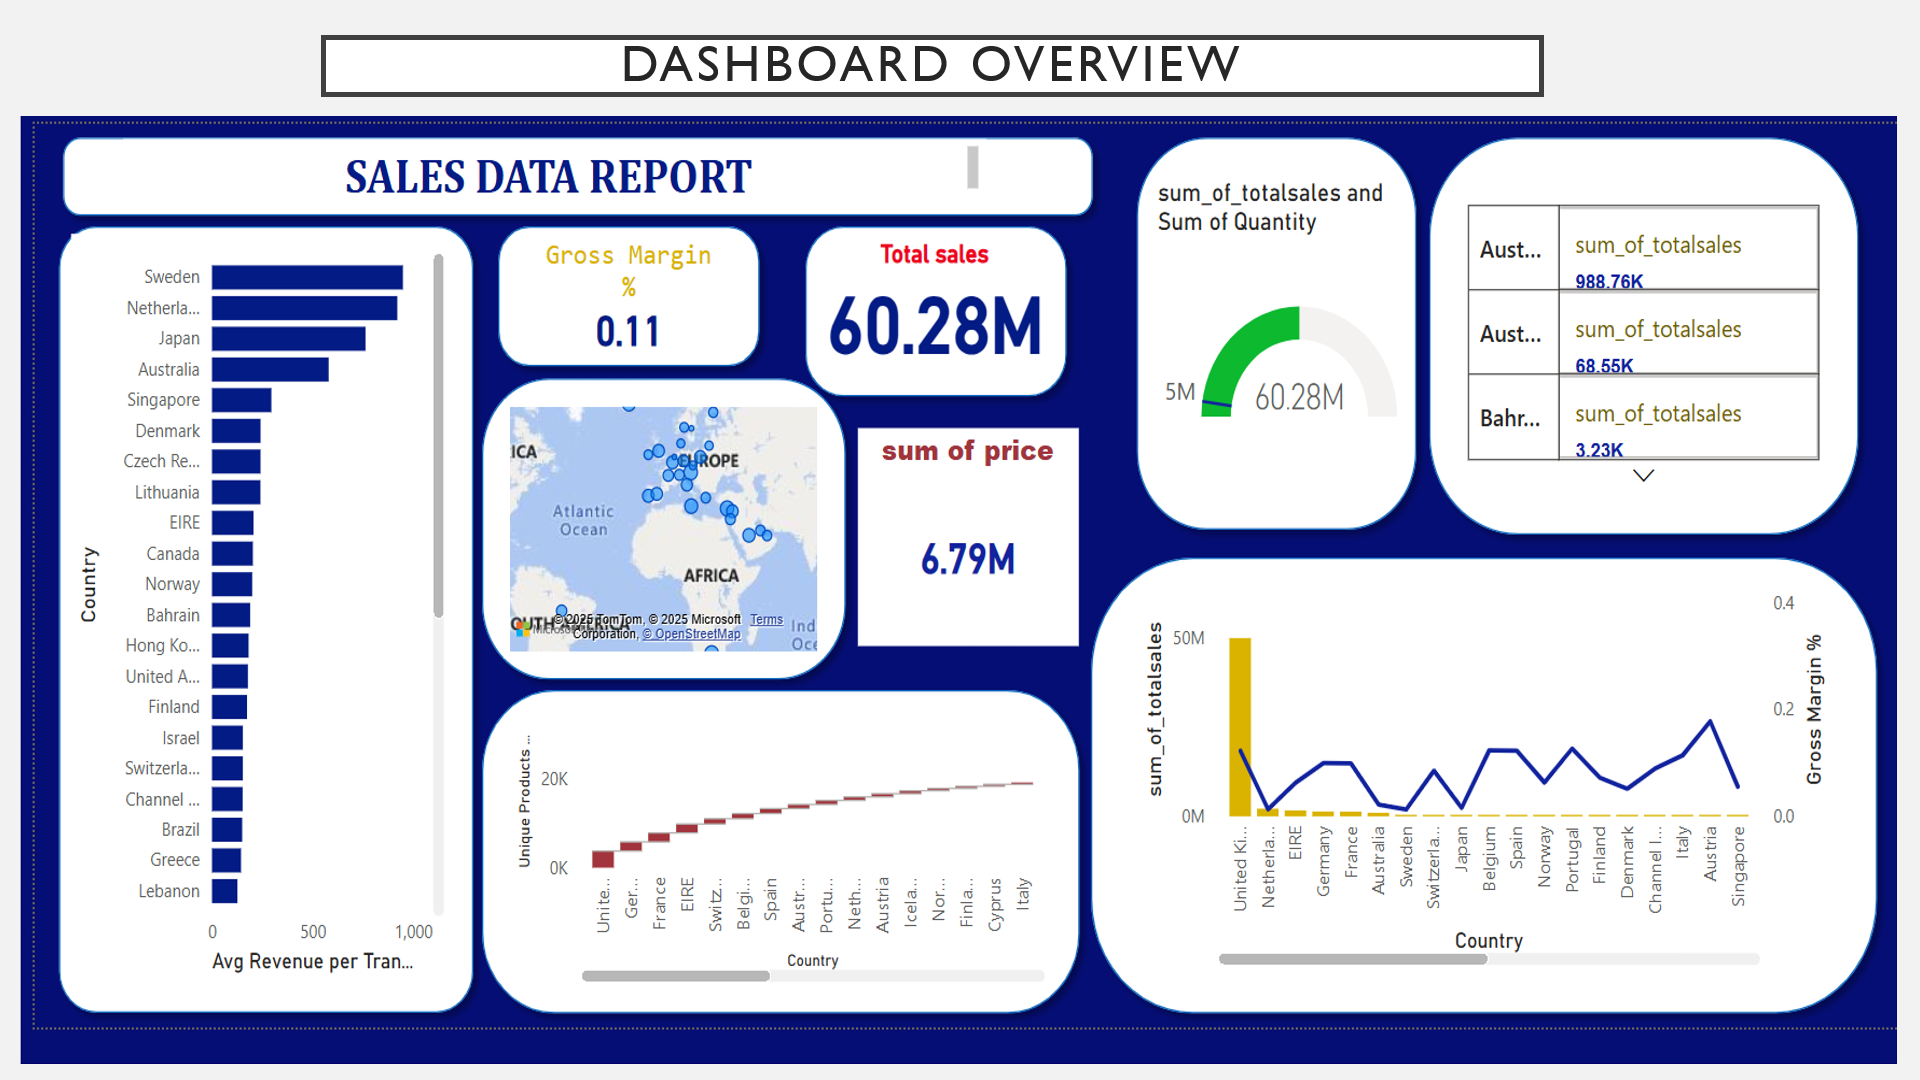 DASHBOARD OVERVIEW
SALES DATA REPORT
Country
Sweden
Netherla...
Japan
Australia
Singapore
Denmark
Czech Re...
Lithuania
EIRE
Canada
Norway
Bahrain
Hong Ko...
United A...
Finland
Israel
Switzerla...
Channel ...
Brazil
Greece
Lebanon
0 500 1,000
Avg Revenue per Tran...
Gross Margin
%
0.11
Total sales
60.28M
ICA
EUROPE
Atlantic
Ocean
AFRICA
OUTH AMERICA
Ind
Oc
© 2025 TomTom, © 2025 Microsoft Terms
Corporation, © OpenStreetMap
sum of price
6.79M
Unique Products ...
20K
0K
Unite...
Ger...
France
EIRE
Switz...
Belgi...
Spain
Austr...
Portu...
Neth...
Austria
Icela...
Nor...
Finla...
Cyprus
Italy
Country
sum_of_totalsales and
Sum of Quantity
5M
60.28M
Aust... sum_of_totalsales
988.76K
Aust... sum_of_totalsales
68.55K
Bahr... sum_of_totalsales
3.23K
sum_of_totalsales
50M
0M
0.4
0.2
0.0
Gross Margin %
United Ki...
Netherla...
EIRE
Germany
France
Australia
Sweden
Switzerla...
Japan
Belgium
Spain
Norway
Portugal
Finland
Denmark
Channel I...
Italy
Austria
Singapore
Country